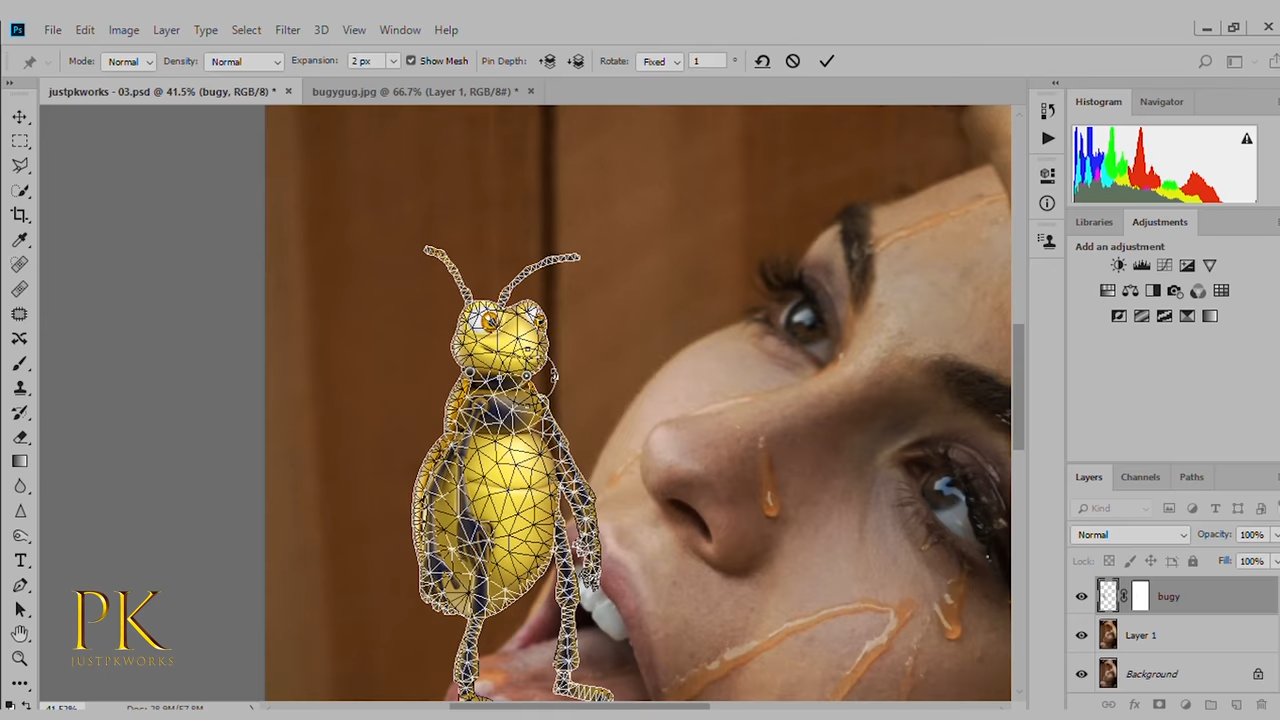 Ps File Edit Image Layer Type Select Filter 3D View Window Help
Mode: Normal Density: Normal Expansion: 2 px Show Mesh Pin Depth: Rotate: Fixed 1 °
justpkworks - 03.psd @ 41.5% (bugy, RGB/8) * × bugygug.jpg @ 66.7% (Layer 1, RGB/8#) * ×
Histogram Navigator
Libraries Adjustments
Add an adjustment
Layers Channels Paths
Kind
Normal Opacity: 100%
Lock: Fill: 100%
bugy
Layer 1
Background
PK
JUSTPKWORKS